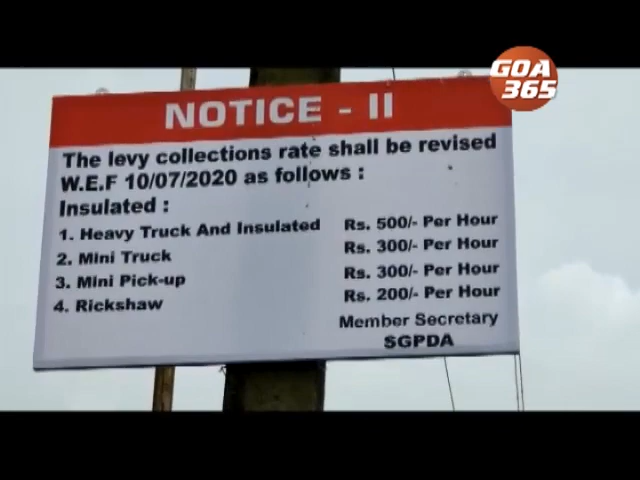 GOA
365
NOTICE - II
The levy collections rate shall be revised
W.E.F 10/07/2020 as follows :
Insulated :
1. Heavy Truck And Insulated Rs. 500/- Per Hour
2. Mini Truck Rs. 300/- Per Hour
3. Mini Pick-up Rs. 300/- Per Hour
4. Rickshaw Rs. 200/- Per Hour
Member Secretary
SGPDA